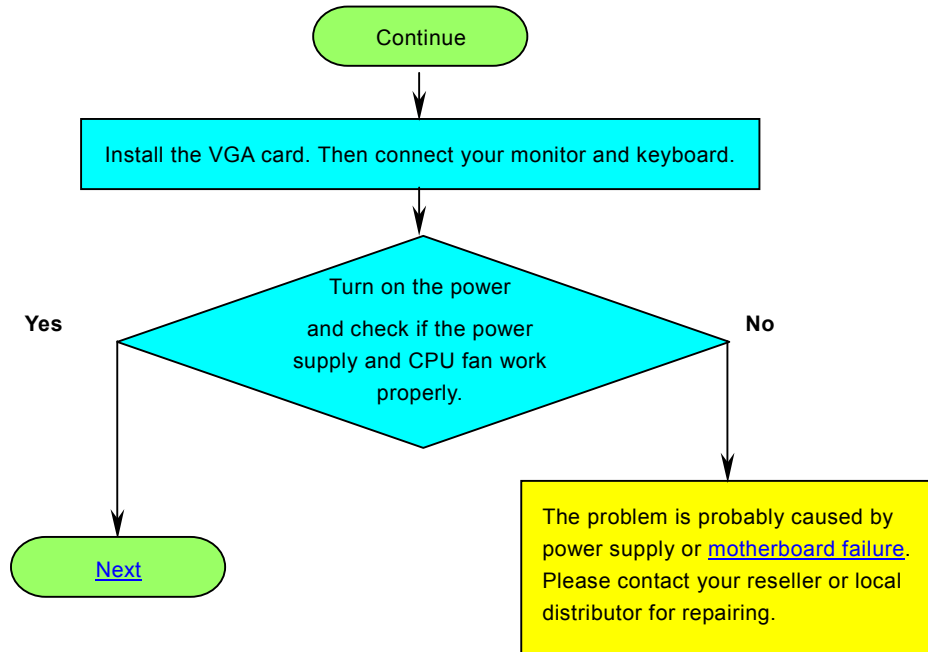 Continue
Install the VGA card. Then connect your monitor and keyboard.
Turn on the power
and check if the power
supply and CPU fan work
properly.
Yes
No
Next
The problem is probably caused by
power supply or motherboard failure.
Please contact your reseller or local
distributor for repairing.